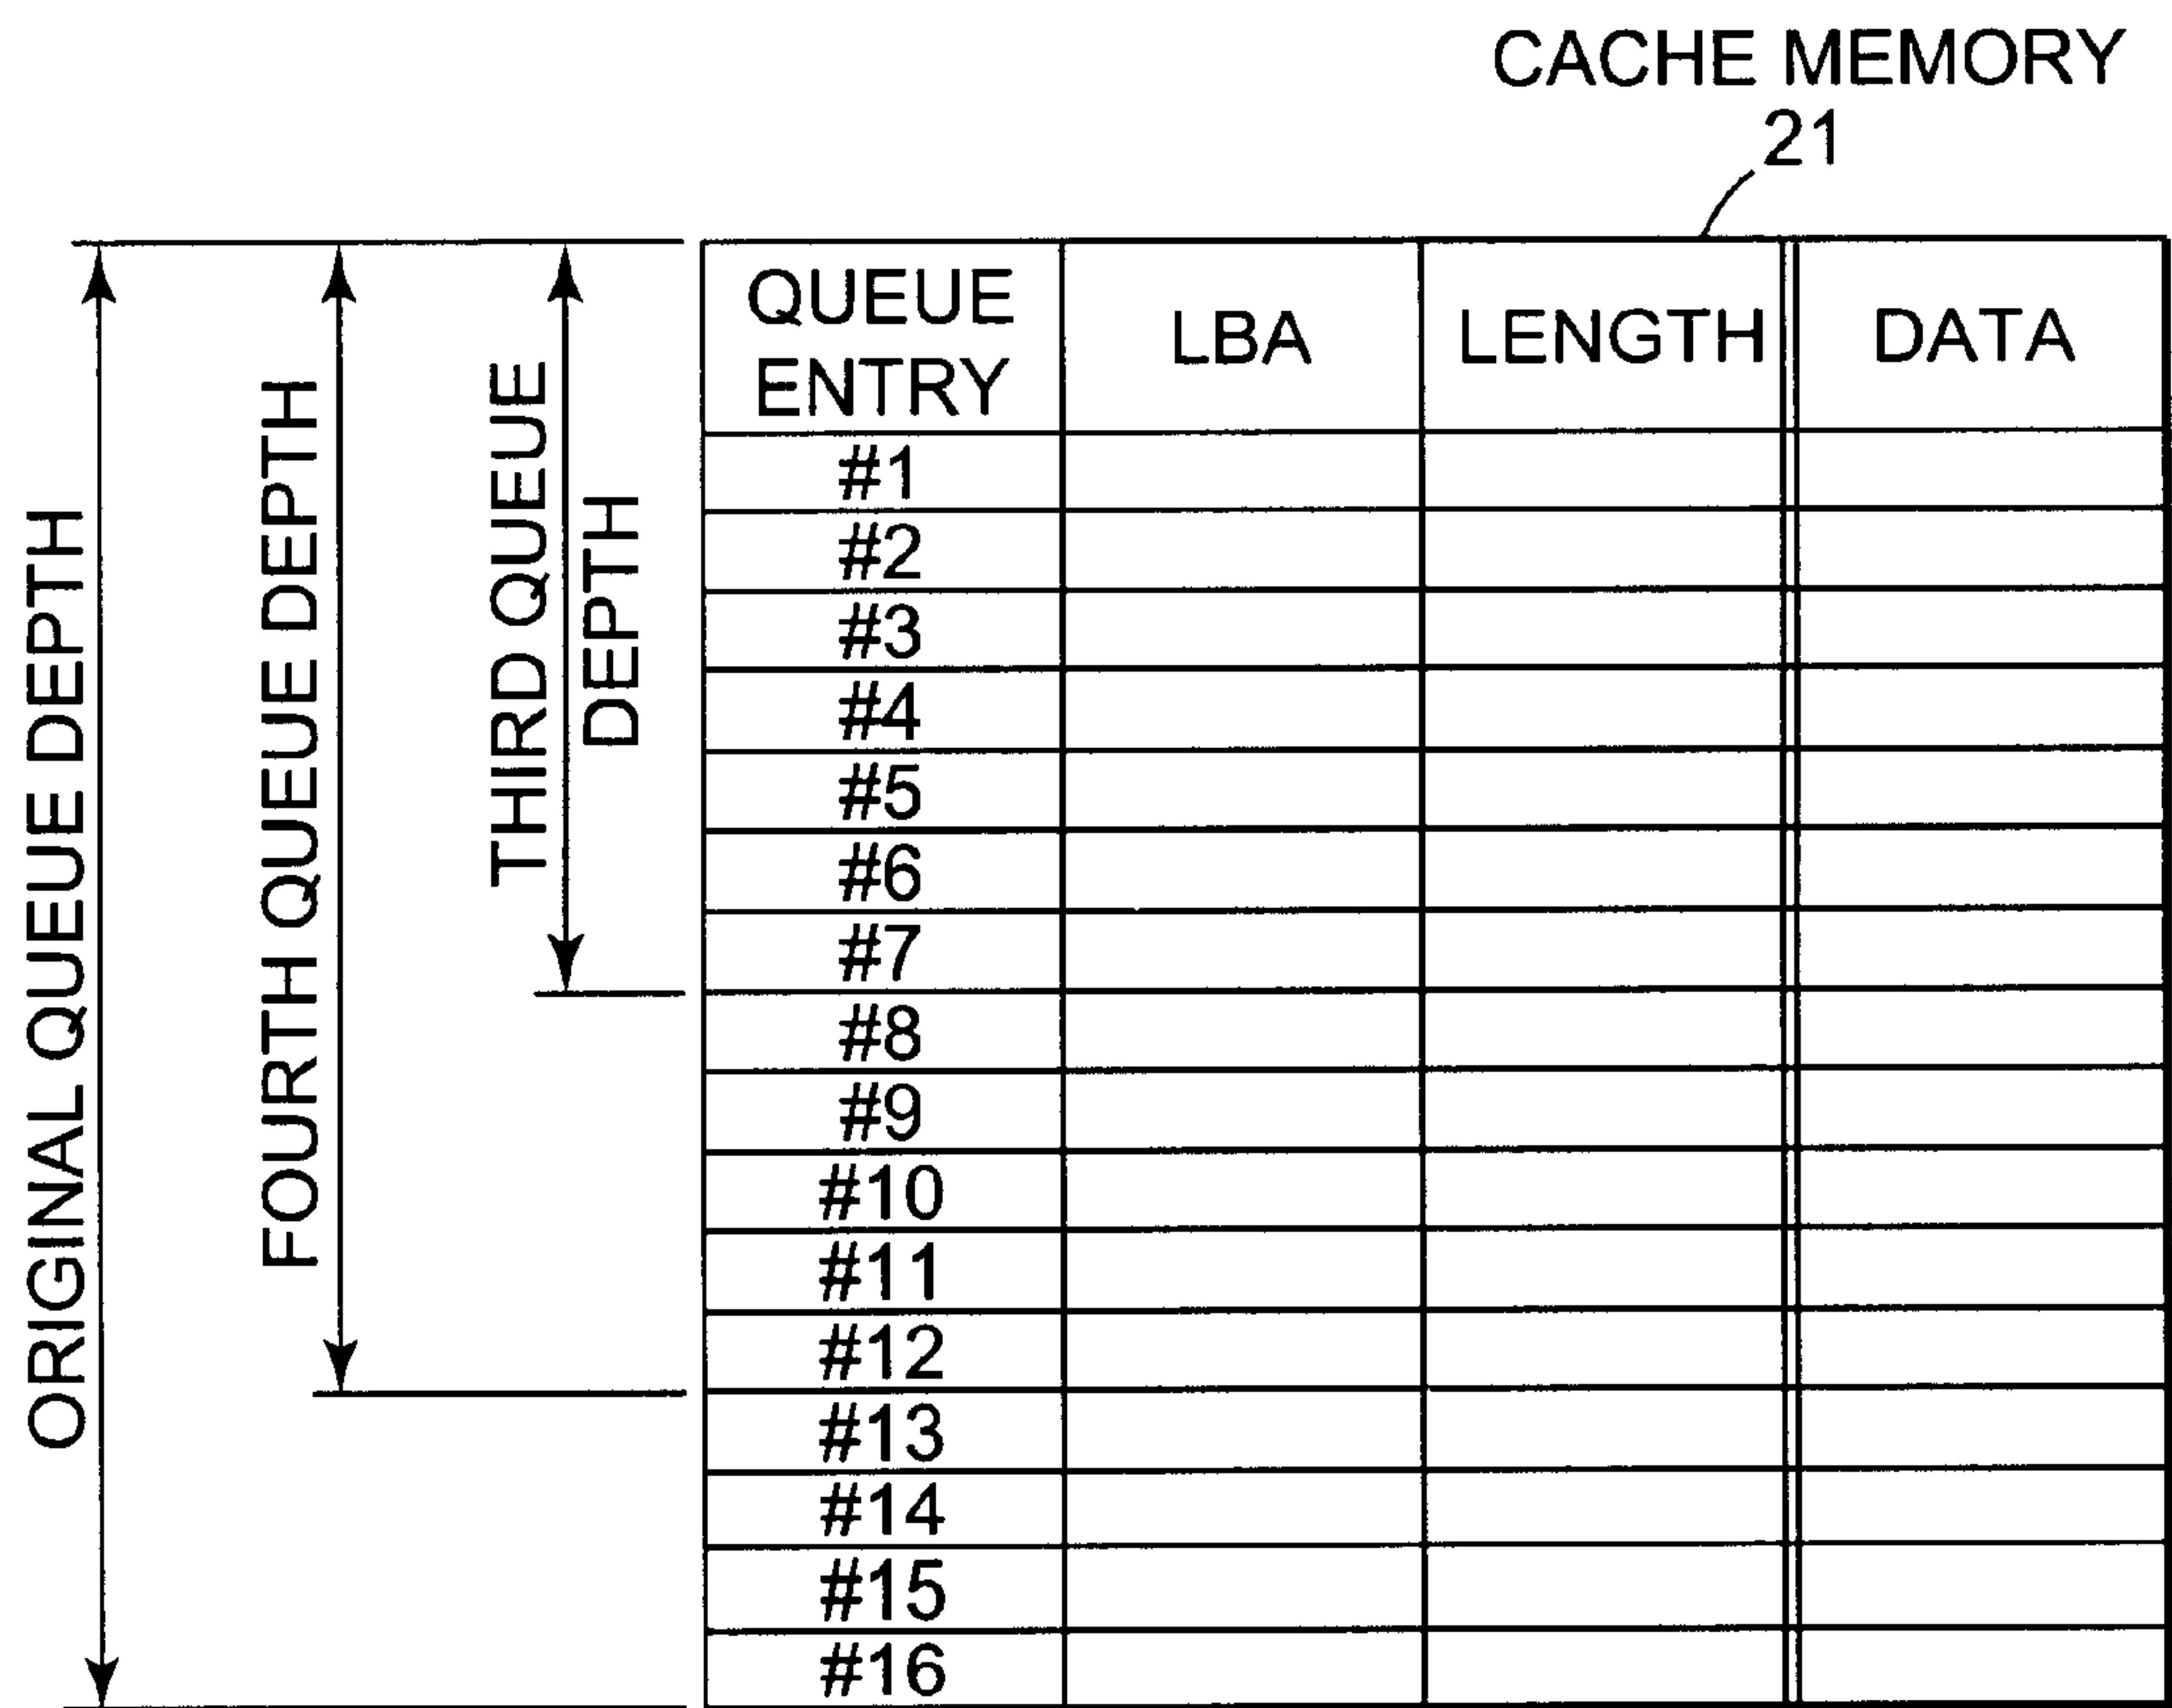 CACHE MEMORY
21
ORIGINAL QUEUE DEPTH
FOURTH QUEUE DEPTH
THIRD QUEUE
DEPTH
QUEUE
ENTRY
LBA
LENGTH
DATA
#1
#2
#3
#4
#5
#6
#7
#8
#9
#10
#11
#12
#13
#14
#15
#16